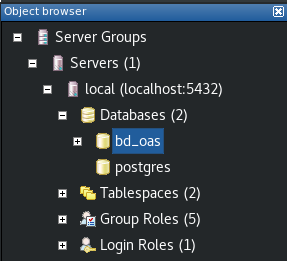 Object browser
Server Groups
Servers (1)
local (localhost:5432)
Databases (2)
bd_oas
postgres
Tablespaces (2)
Group Roles (5)
Login Roles (1)